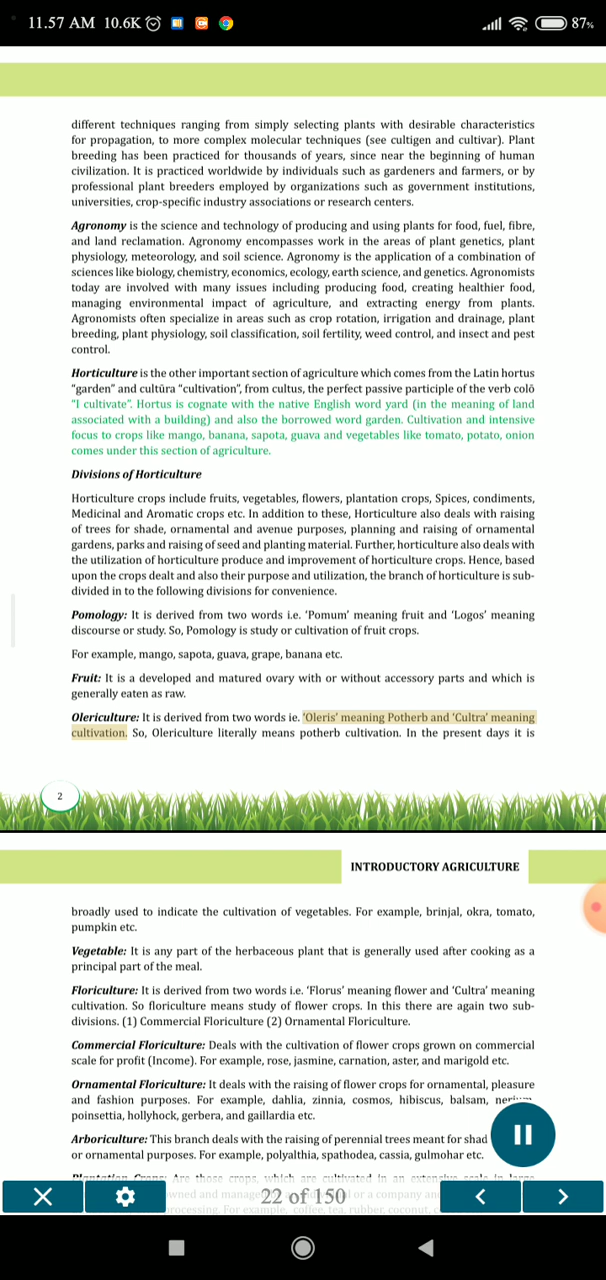 11.57 AM 10.6K
87%
different techniques ranging from simply selecting plants with desirable characteristics
for propagation, to more complex molecular techniques (see cultigen and cultivar). Plant
breeding has been practiced for thousands of years, since near the beginning of human
civilization. It is practiced worldwide by individuals such as gardeners and farmers, or by
professional plant breeders employed by organizations such as government institutions,
universities, crop-specific industry associations or research centers.
Agronomy is the science and technology of producing and using plants for food, fuel, fibre,
and land reclamation. Agronomy encompasses work in the areas of plant genetics, plant
physiology, meteorology, and soil science. Agronomy is the application of a combination of
sciences like biology, chemistry, economics, ecology, earth science, and genetics. Agronomists
today are involved with many issues including producing food, creating healthier food,
managing environmental impact of agriculture, and extracting energy from plants.
Agronomists often specialize in areas such as crop rotation, irrigation and drainage, plant
breeding, plant physiology, soil classification, soil fertility, weed control, and insect and pest
control.
Horticulture is the other important section of agriculture which comes from the Latin hortus
"garden" and cultūra "cultivation", from cultus, the perfect passive participle of the verb colō
"I cultivate". Hortus is cognate with the native English word yard (in the meaning of land
associated with a building) and also the borrowed word garden. Cultivation and intensive
focus to crops like mango, banana, sapota, guava and vegetables like tomato, potato, onion
comes under this section of agriculture.
Divisions of Horticulture
Horticulture crops include fruits, vegetables, flowers, plantation crops, Spices, condiments,
Medicinal and Aromatic crops etc. In addition to these, Horticulture also deals with raising
of trees for shade, ornamental and avenue purposes, planning and raising of ornamental
gardens, parks and raising of seed and planting material. Further, horticulture also deals with
the utilization of horticulture produce and improvement of horticulture crops. Hence, based
upon the crops dealt and also their purpose and utilization, the branch of horticulture is sub-
divided in to the following divisions for convenience.
Pomology: It is derived from two words i.e. 'Pomum' meaning fruit and 'Logos' meaning
discourse or study. So, Pomology is study or cultivation of fruit crops.
For example, mango, sapota, guava, grape, banana etc.
Fruit: It is a developed and matured ovary with or without accessory parts and which is
generally eaten as raw.
Olericulture: It is derived from two words ie. 'Oleris' meaning Potherb and 'Cultra' meaning
cultivation. So, Olericulture literally means potherb cultivation. In the present days it is
2
INTRODUCTORY AGRICULTURE
broadly used to indicate the cultivation of vegetables. For example, brinjal, okra, tomato,
pumpkin etc.
Vegetable: It is any part of the herbaceous plant that is generally used after cooking as a
principal part of the meal.
Floriculture: It is derived from two words i.e. 'Florus' meaning flower and 'Cultra' meaning
cultivation. So floriculture means study of flower crops. In this there are again two sub-
divisions. (1) Commercial Floriculture (2) Ornamental Floriculture.
Commercial Floriculture: Deals with the cultivation of flower crops grown on commercial
scale for profit (Income). For example, rose, jasmine, carnation, aster, and marigold etc.
Ornamental Floriculture: It deals with the raising of flower crops for ornamental, pleasure
and fashion purposes. For example, dahlia, zinnia, cosmos, hibiscus, balsam,
poinsettia, hollyhock, gerbera, and gaillardia etc.
Arboriculture: This branch deals with the raising of perennial trees meant for shad
or ornamental purposes. For example, polyalthia, spathodea, cassia, gulmohar etc.
Plantation Crops: Are those crops, which are cultivated in an extensive scale in large
owned and manage or a company an
22 of 150
rocessing. For example, coffee, tea, rubber, coconut,